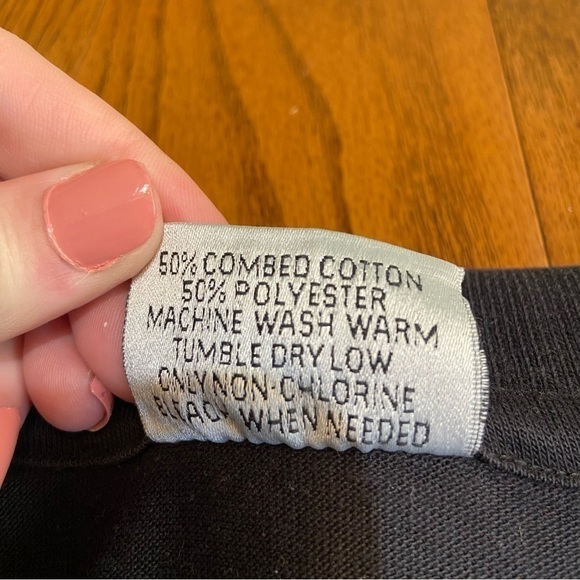 50% COMBED COTTON
50% POLYESTER
MACHINE WASH WARM
TUMBLE DRY LOW
ONLY NON-CHLORINE
BLEACH WHEN NEEDED